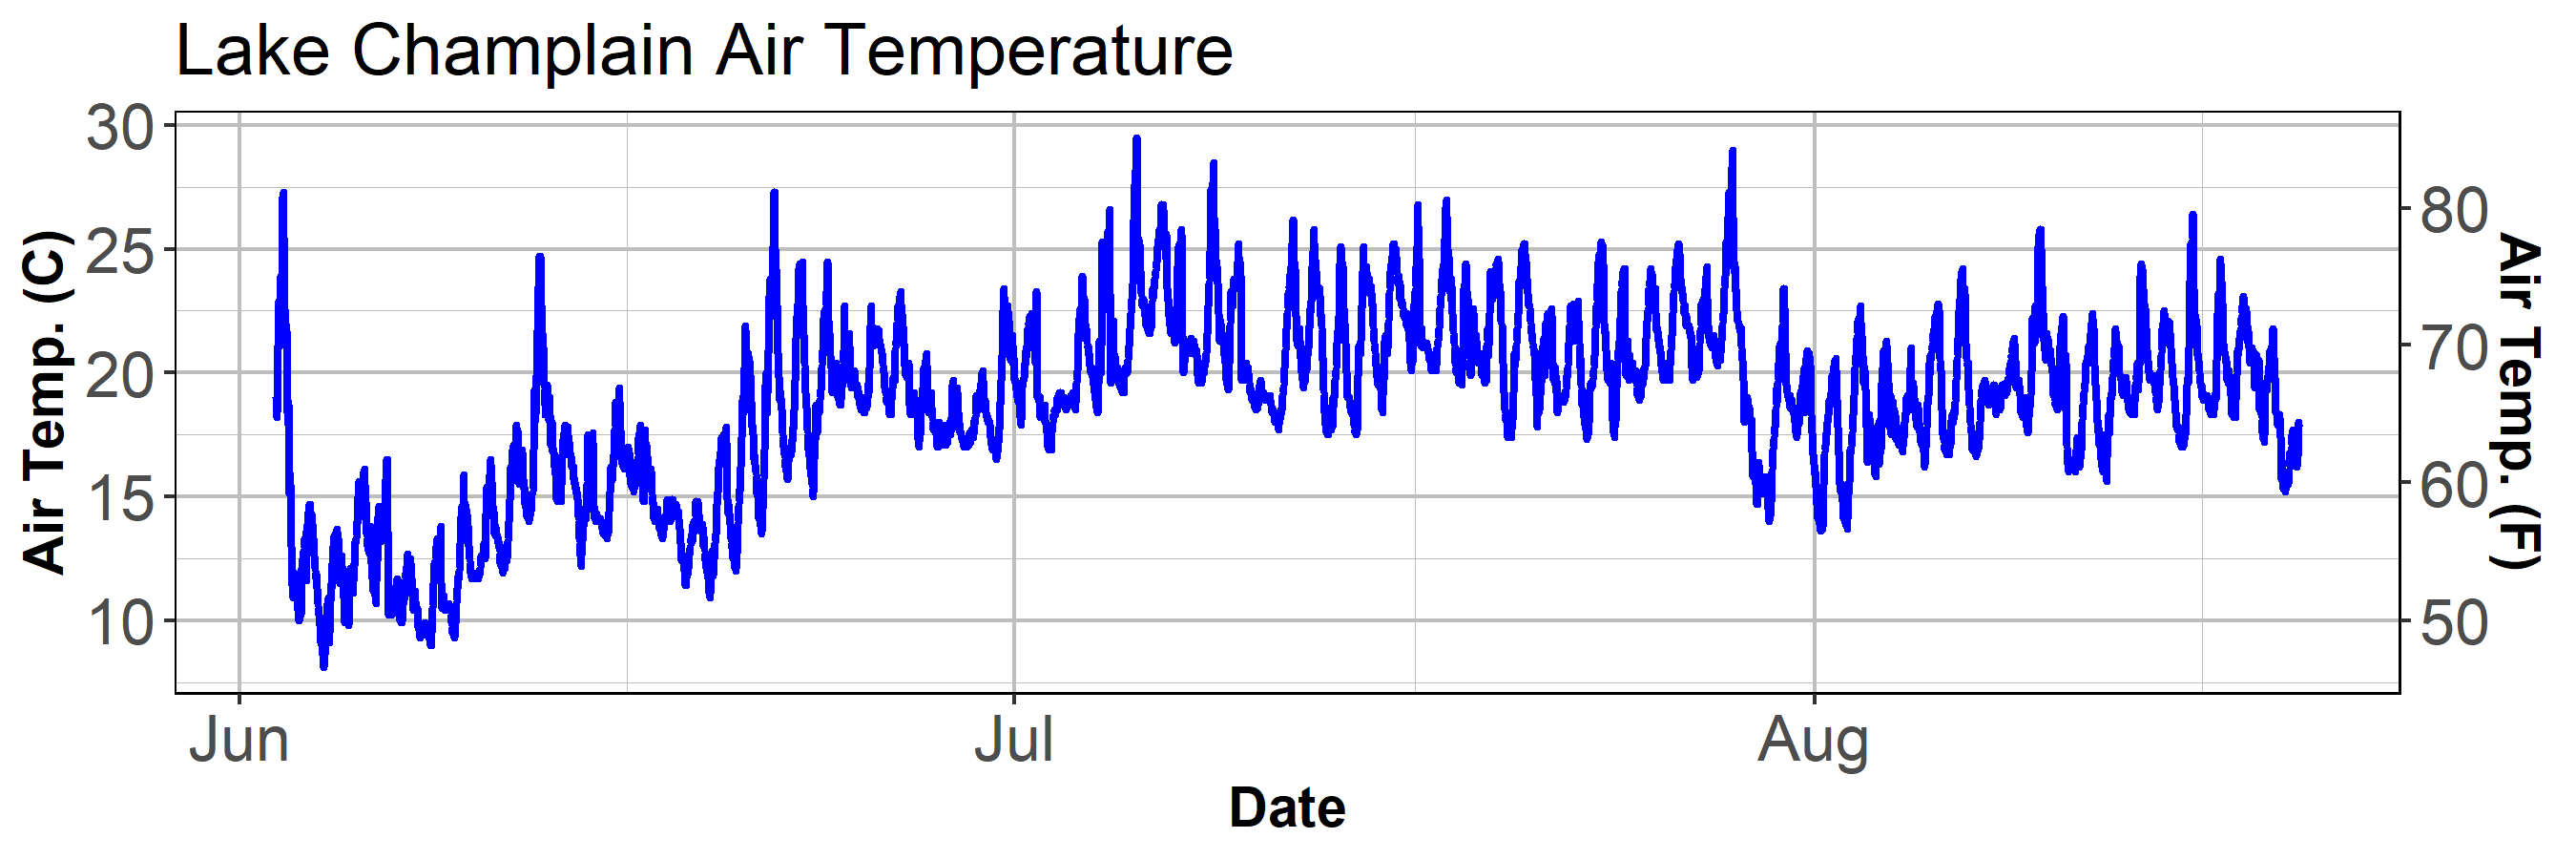 Lake Champlain Air Temperature
Air Temp. (C)
30
25
20
15
10
80
70
60
50
Air Temp. (F)
Jun
Jul
Aug
Date